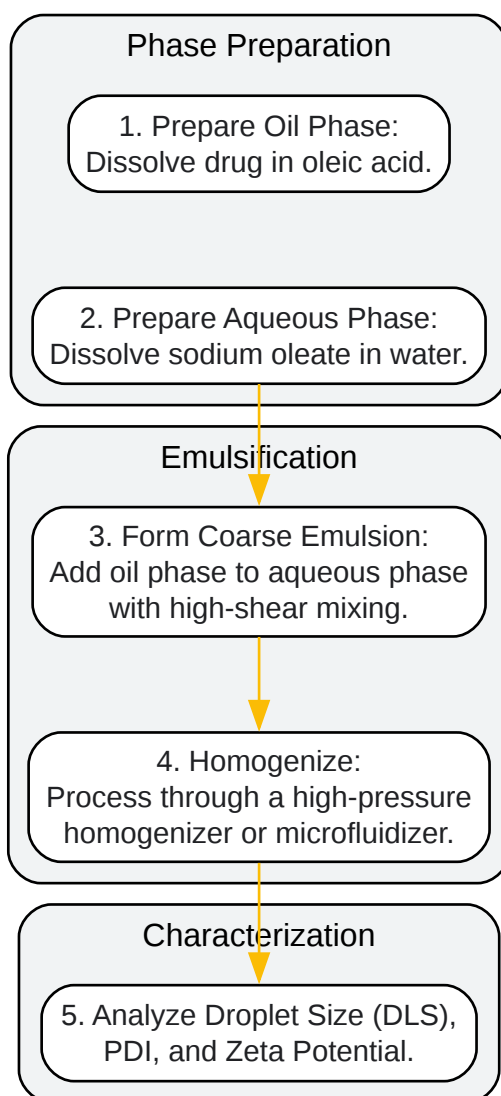 Phase Preparation
1. Prepare Oil Phase:
Dissolve drug in oleic acid.
2. Prepare Aqueous Phase:
Dissolve sodium oleate in water.
Emulsification
3. Form Coarse Emulsion:
Add oil phase to aqueous phase
with high-shear mixing.
4. Homogenize:
Process through a high-pressure
homogenizer or microfluidizer.
Characterization
5. Analyze Droplet Size (DLS),
PDI, and Zeta Potential.